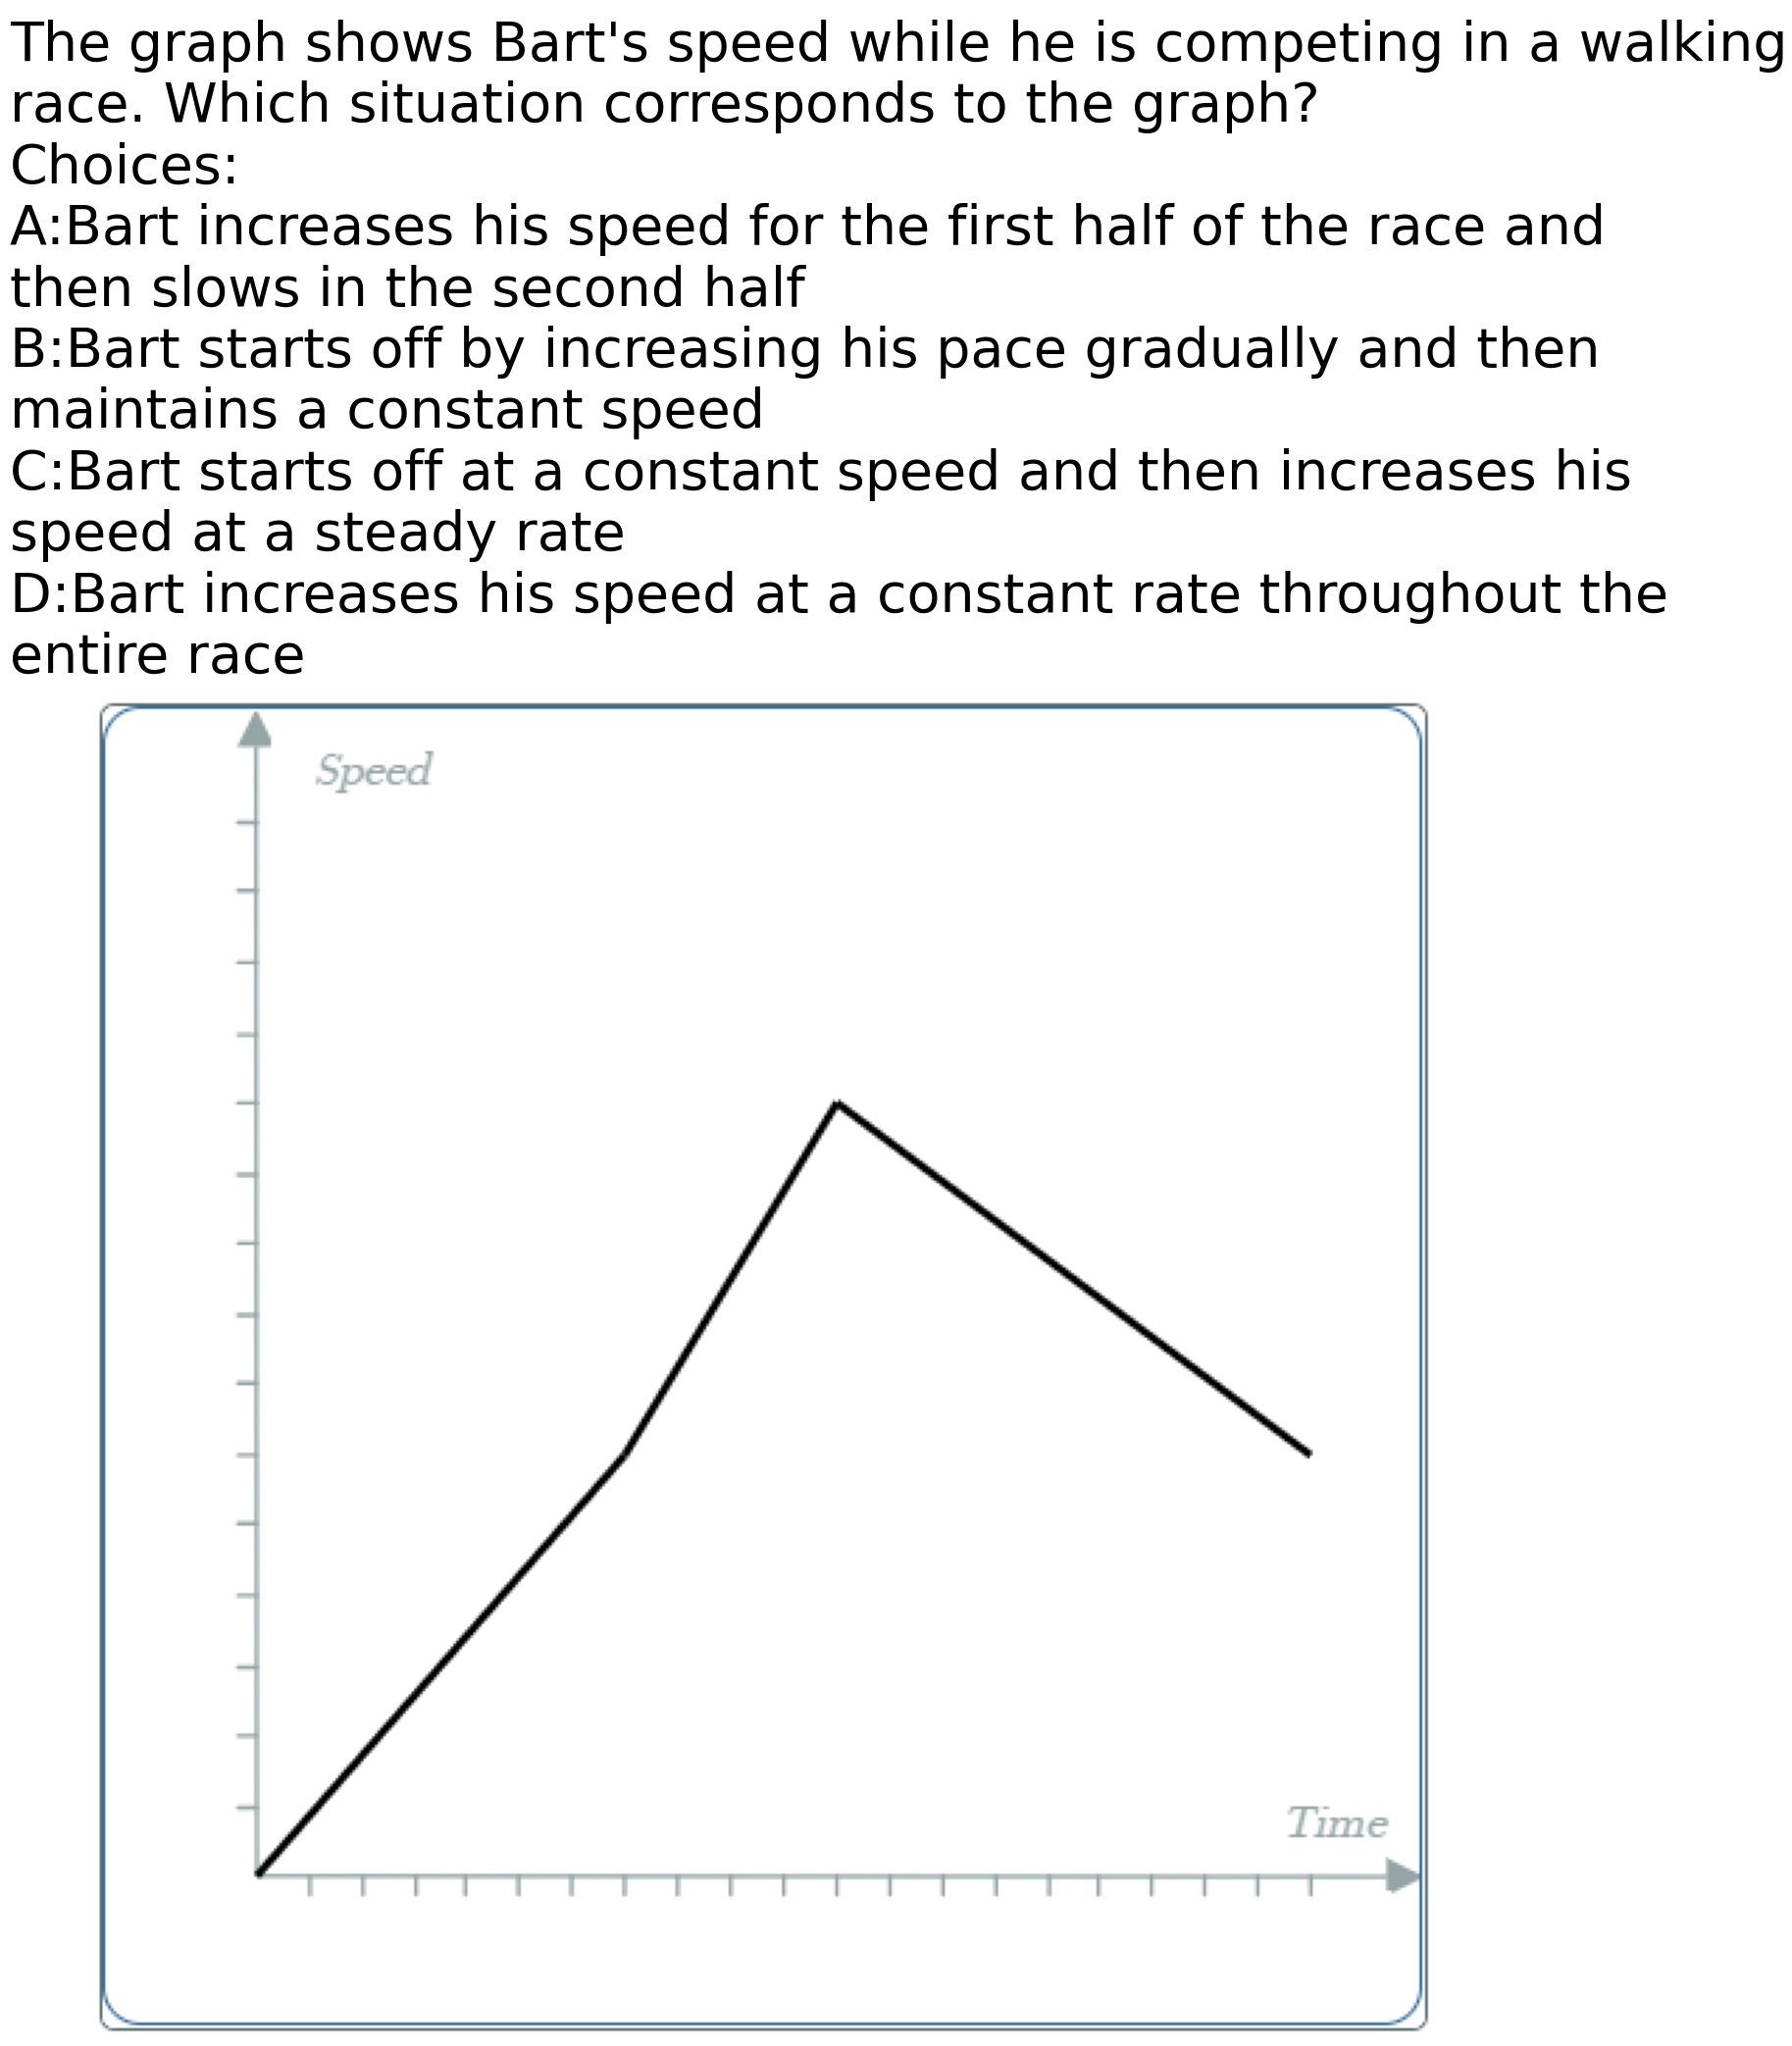 The graph shows Bart's speed while he is competing in a walking
race. Which situation corresponds to the graph?
Choices:
A:Bart increases his speed for the first half of the race and
then slows in the second half
B:Bart starts off by increasing his pace gradually and then
maintains a constant speed
C:Bart starts off at a constant speed and then increases his
speed at a steady rate
D:Bart increases his speed at a constant rate throughout the
entire race
Speed
Time